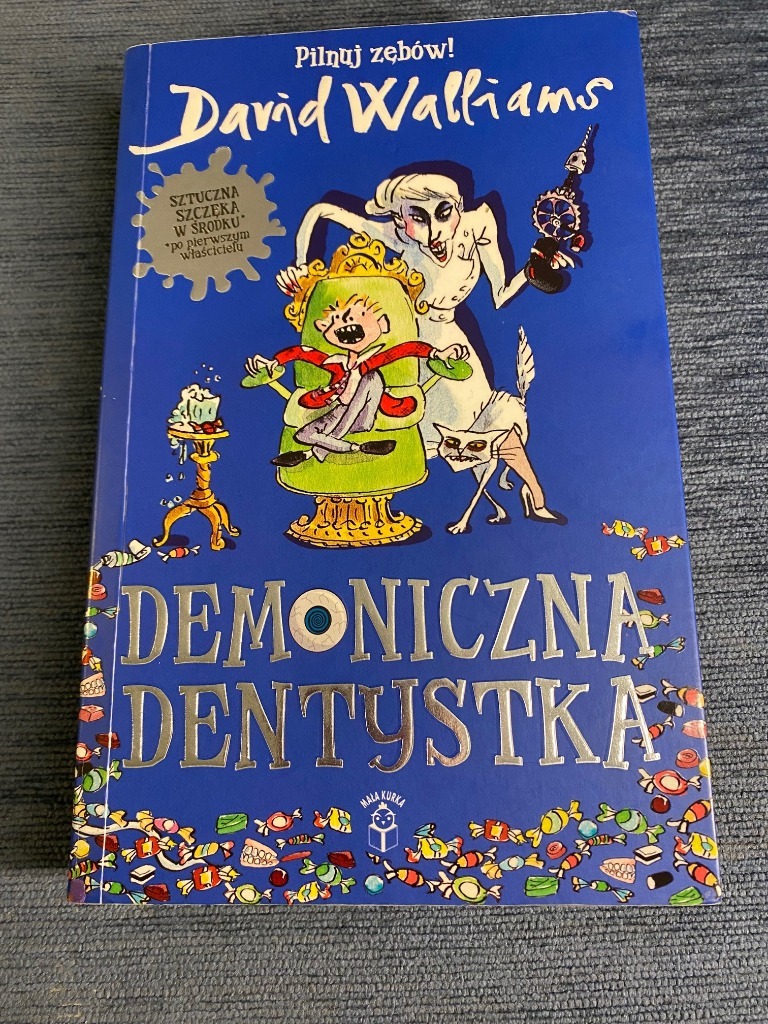 Pilnuj zębów!
David Walliams
SZTUCZNA
SZCZĘKA
W ŚRODKU*
*po pierwszym
właścicielu
DEMONICZNA
DENTYSTKA
MAŁA KURKA